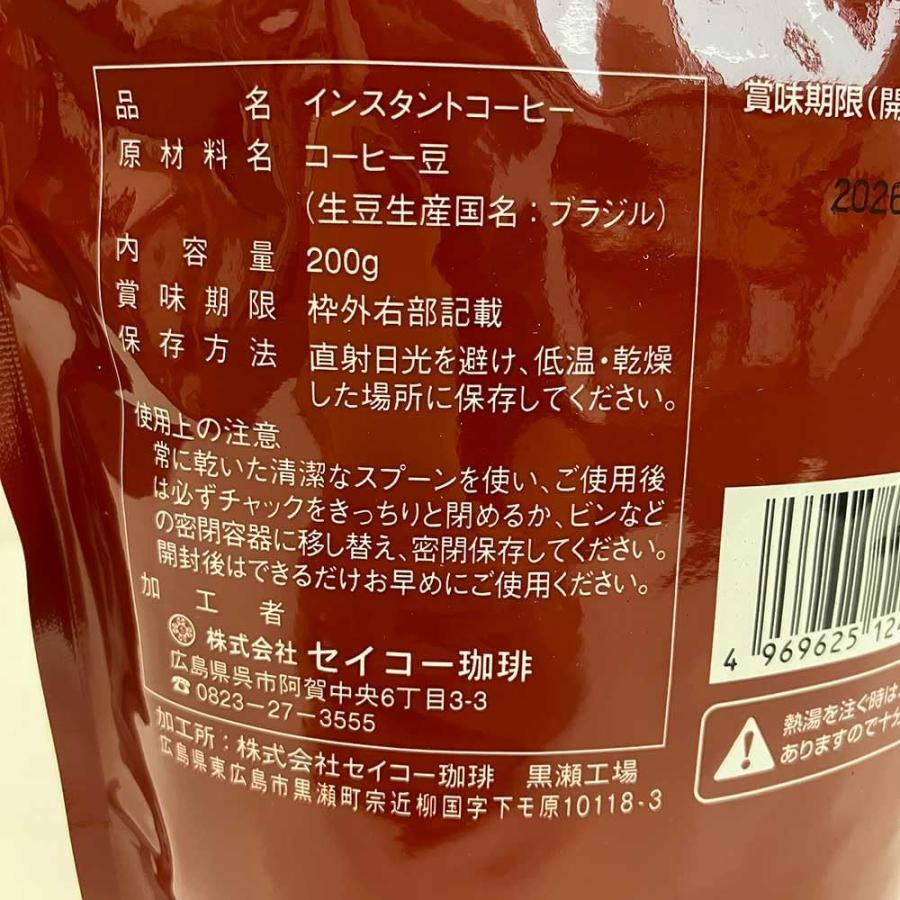 品名 インスタントコーヒー
原材料名 コーヒー豆
(生豆生産国名:ブラジル)
内容量 200g
賞味期限 枠外右部記載
保存方法 直射日光を避け、低温・乾燥
した場所に保存してください。
使用上の注意
常に乾いた清潔なスプーンを使い、ご使用後
は必ずチャックをきっちりと閉めるか、ビンなど
の密閉容器に移し替え、密閉保存してください。
開封後はできるだけお早めにご使用ください。
加工者
株式会社 セイコー珈琲
広島県呉市阿賀中央6丁目3-3
☎0823-27-3555
加工所:株式会社セイコー珈琲 黒瀬工場
広島県東広島市黒瀬町宗近柳国字下モ原10118-3
賞味期限(開
2026
4 969625 12
熱湯を注ぐ時は、
ありますので十分